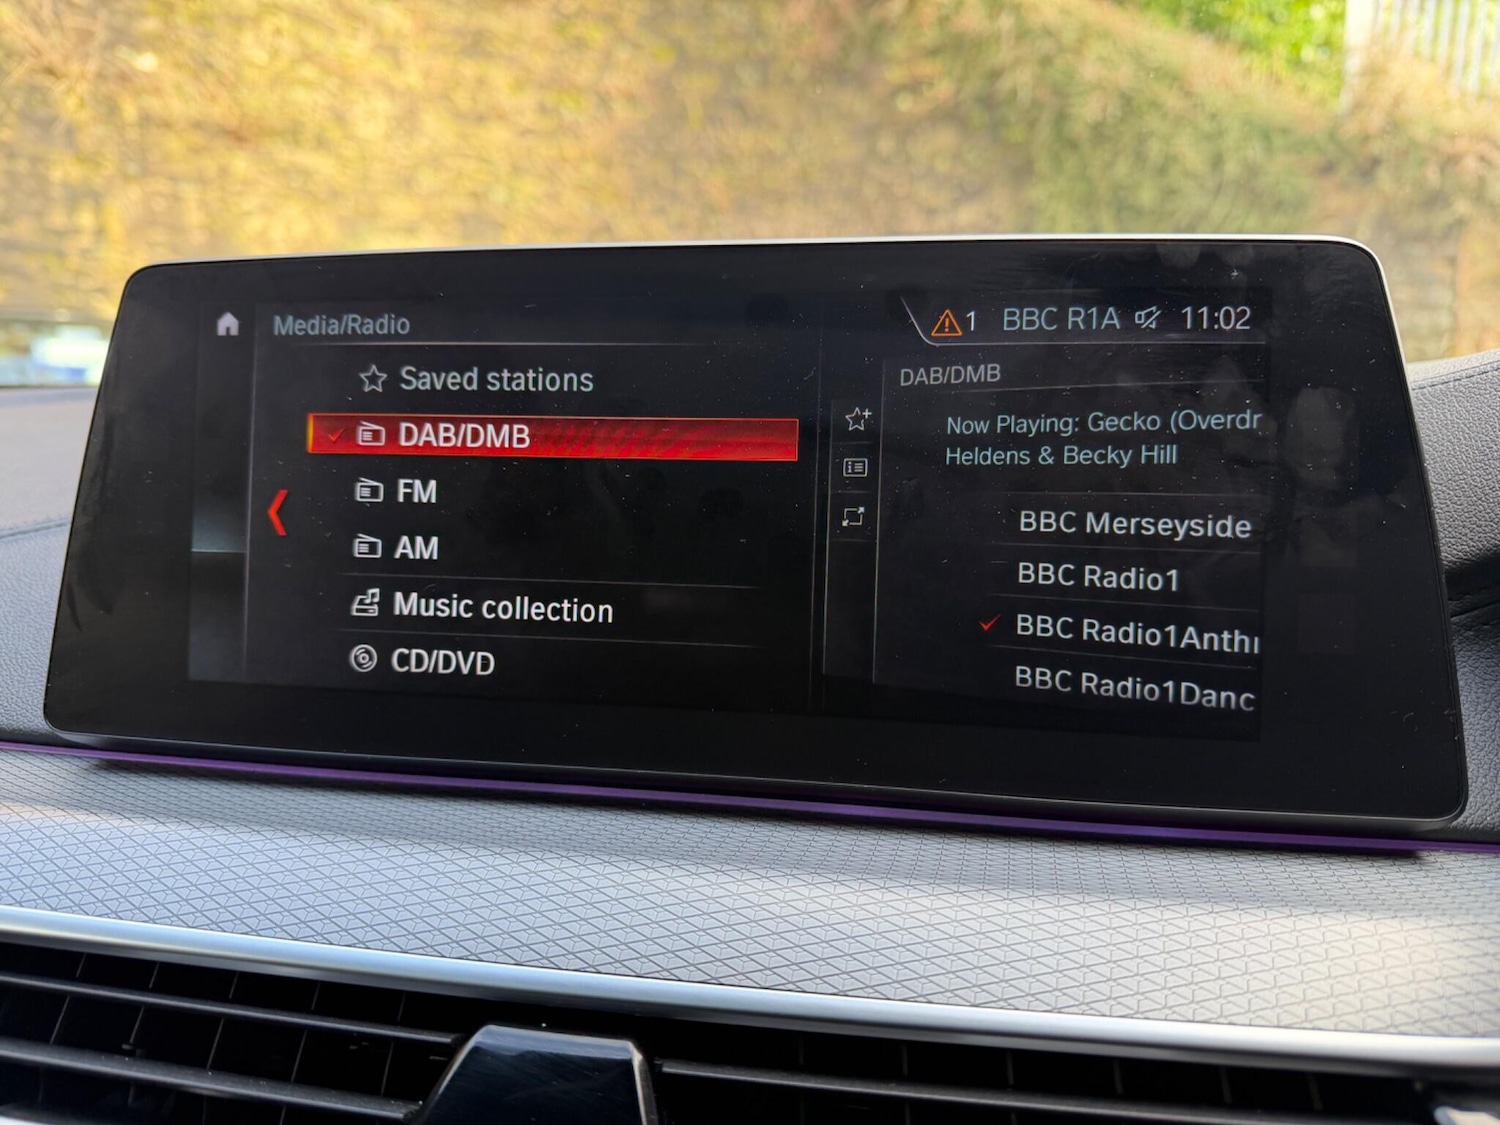 Media/Radio
1 BBC R1A 11:02
Saved stations
DAB/DMB
FM
AM
Music collection
CD/DVD
DAB/DMB
Now Playing: Gecko (Overdr
Heldens & Becky Hill
BBC Merseyside
BBC Radio1
BBC Radio1Anth
BBC Radio1Danc